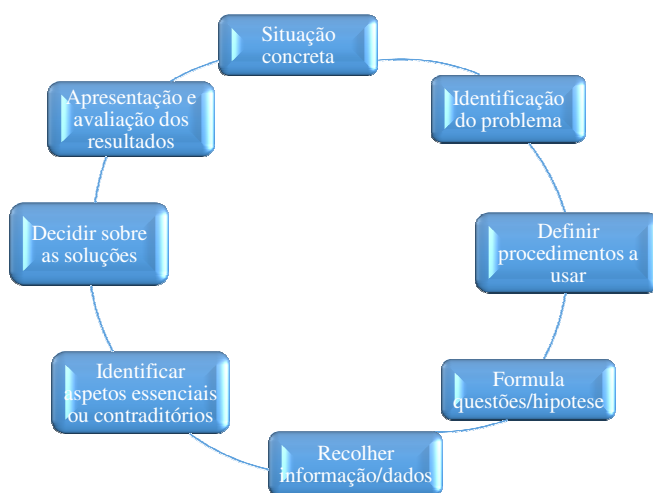 Situação
concreta
Identificação
do problema
Definir
procedimentos a
usar
Formula
questões/hipotese
Recolher
informação/dados
Identificar
aspetos essenciais
ou contraditórios
Decidir sobre
as soluções
Apresentação e
avaliação dos
resultados